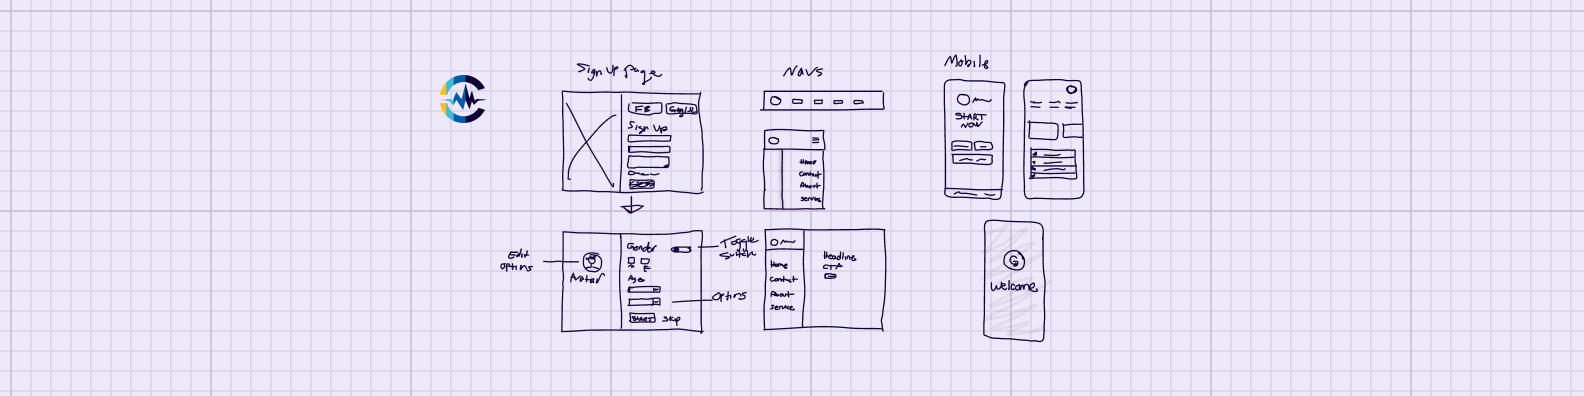 Sign up page
FB
Sign Up
Edit
options
Avatar
Gender
Toggle
Switch
Age
options
START
Skip
Navs
Home
Contact
About
Service
Home
Contact
About
Service
Headline
CTA
Mobile
START
NOW
G
Welcome